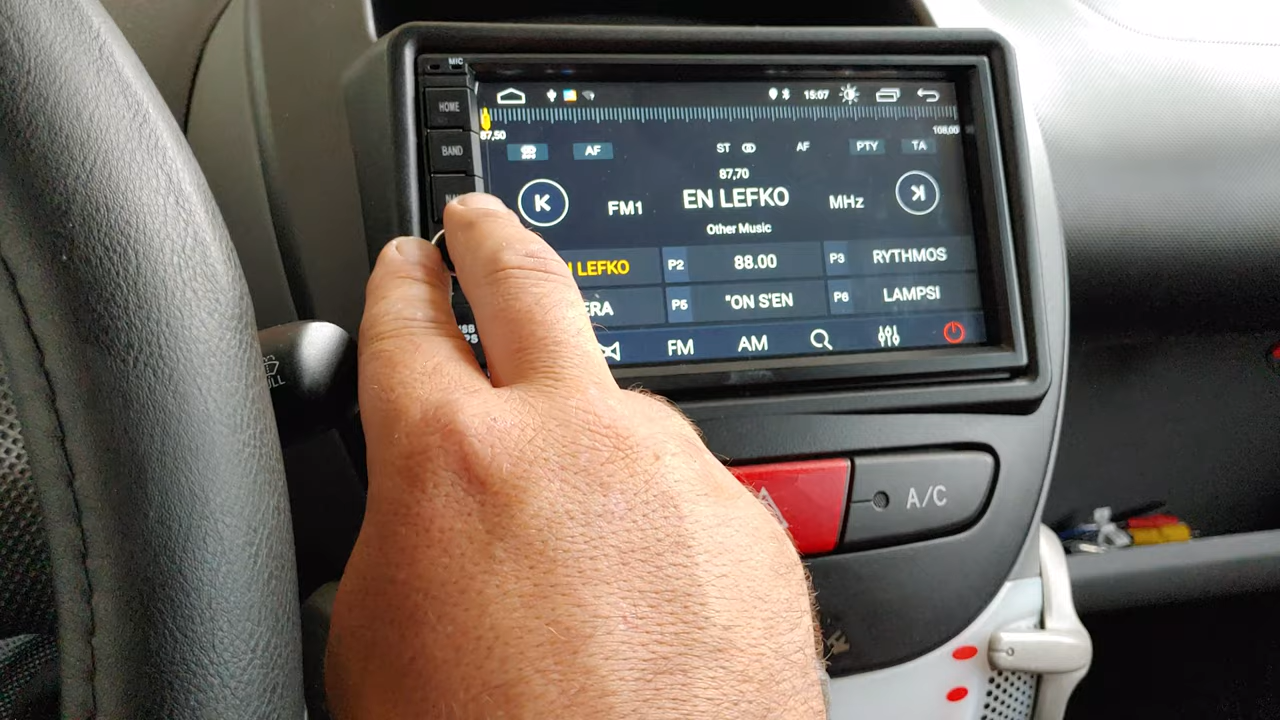 MIC
HOME
15:07
87,50
108,00
BAND
AF
ST
AF
PTY
TA
87,70
FM1
EN LEFKO
MHz
Other Music
LEFKO
P2
88.00
P3
RYTHMOS
ERA
P5
"ON S'EN
P6
LAMPSI
FM
AM
A/C